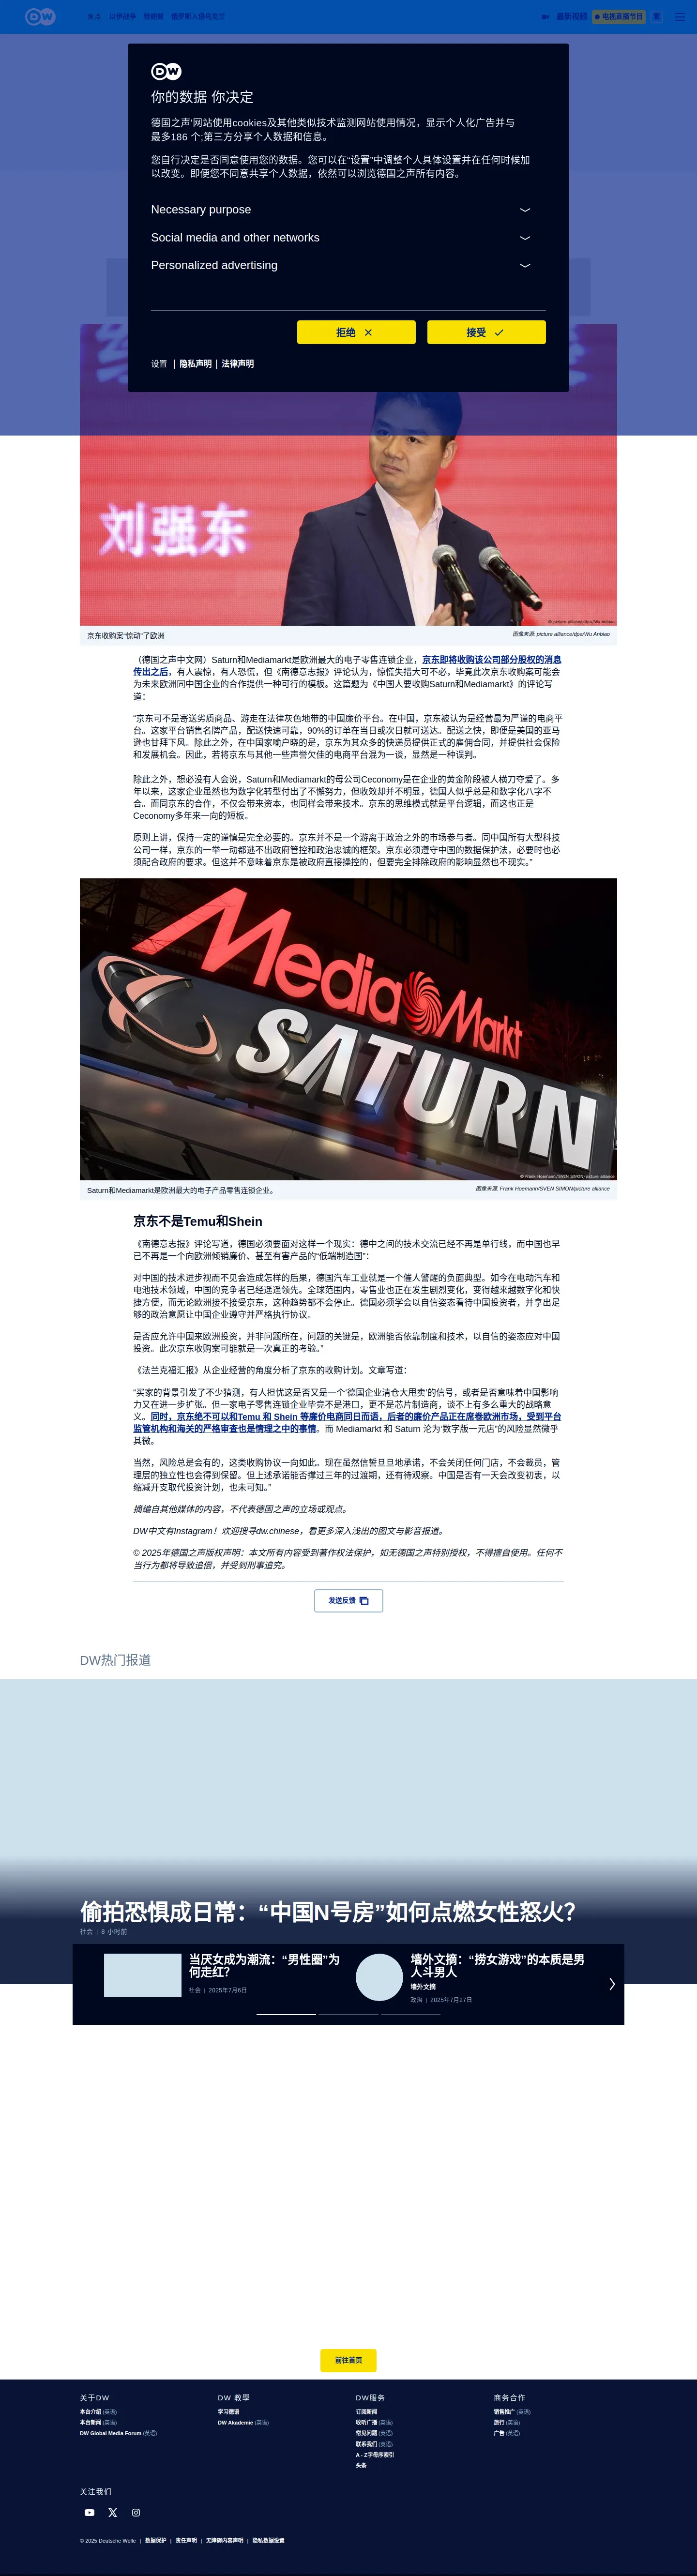 DW
焦点 以伊战争 特朗普 俄罗斯入侵乌克兰
最新视频 电视直播节目 繁
DW
你的数据 你决定
德国之声'网站使用cookies及其他类似技术监测网站使用情况，显示个人化广告并与
最多186 个;第三方分享个人数据和信息。
您自行决定是否同意使用您的数据。您可以在“设置”中调整个人具体设置并在任何时候加
以改变。即便您不同意共享个人数据，依然可以浏览德国之声所有内容。
Necessary purpose
Social media and other networks
Personalized advertising
拒绝
接受
设置 | 隐私声明 | 法律声明
刘强东
© picture alliance/dpa/Wu Anbiao
京东收购案“惊动”了欧洲
图像来源: picture alliance/dpa/Wu Anbiao
（德国之声中文网）Saturn和Mediamarkt是欧洲最大的电子零售连锁企业，京东即将收购该公司部分股权的消息
传出之后，有人震惊，有人恐慌，但《南德意志报》评论认为，惊慌失措大可不必，毕竟此次京东收购案可能会
为未来欧洲同中国企业的合作提供一种可行的模板。这篇题为《中国人要收购Saturn和Mediamarkt》的评论写
道：
“京东可不是寄送劣质商品、游走在法律灰色地带的中国廉价平台。在中国，京东被认为是经营最为严谨的电商平
台。这家平台销售名牌产品，配送快速可靠，90%的订单在当日或次日就可送达。配送之快，即便是美国的亚马
逊也甘拜下风。除此之外，在中国家喻户晓的是，京东为其众多的快递员提供正式的雇佣合同，并提供社会保险
和发展机会。因此，若将京东与其他一些声誉欠佳的电商平台混为一谈，显然是一种误判。
除此之外，想必没有人会说，Saturn和Mediamarkt的母公司Ceconomy是在企业的黄金阶段被人横刀夺爱了。多
年以来，这家企业虽然也为数字化转型付出了不懈努力，但收效却并不明显，德国人似乎总是和数字化八字不
合。而同京东的合作，不仅会带来资本，也同样会带来技术。京东的思维模式就是平台逻辑，而这也正是
Ceconomy多年来一向的短板。
原则上讲，保持一定的谨慎是完全必要的。京东并不是一个游离于政治之外的市场参与者。同中国所有大型科技
公司一样，京东的一举一动都逃不出政府管控和政治忠诚的框架。京东必须遵守中国的数据保护法，必要时也必
须配合政府的要求。但这并不意味着京东是被政府直接操控的，但要完全排除政府的影响显然也不现实。”
Media Markt
SATURN
© Frank Hoemann/SVEN SIMON/picture alliance
Saturn和Mediamarkt是欧洲最大的电子产品零售连锁企业。
图像来源: Frank Hoemann/SVEN SIMON/picture alliance
京东不是Temu和Shein
《南德意志报》评论写道，德国必须要面对这样一个现实：德中之间的技术交流已经不再是单行线，而中国也早
已不再是一个向欧洲倾销廉价、甚至有害产品的“低端制造国”：
对中国的技术进步视而不见会造成怎样的后果，德国汽车工业就是一个催人警醒的负面典型。如今在电动汽车和
电池技术领域，中国的竞争者已经遥遥领先。全球范围内，零售业也正在发生剧烈变化，变得越来越数字化和快
捷方便，而无论欧洲接不接受京东，这种趋势都不会停止。德国必须学会以自信姿态看待中国投资者，并拿出足
够的政治意愿让中国企业遵守并严格执行协议。
是否应允许中国来欧洲投资，并非问题所在，问题的关键是，欧洲能否依靠制度和技术，以自信的姿态应对中国
投资。此次京东收购案可能就是一次真正的考验。”
《法兰克福汇报》从企业经营的角度分析了京东的收购计划。文章写道：
“买家的背景引发了不少猜测，有人担忧这是否又是一个‘德国企业清仓大甩卖’的信号，或者是否意味着中国影响
力又在进一步扩张。但一家电子零售连锁企业毕竟不是港口，更不是芯片制造商，谈不上有多么重大的战略意
义。同时，京东绝不可以和Temu 和 Shein 等廉价电商同日而语，后者的廉价产品正在席卷欧洲市场，受到平台
监管机构和海关的严格审查也是情理之中的事情。而 Mediamarkt 和 Saturn 沦为‘数字版一元店’的风险显然微乎
其微。
当然，风险总是会有的，这类收购协议一向如此。现在虽然信誓旦旦地承诺，不会关闭任何门店，不会裁员，管
理层的独立性也会得到保留。但上述承诺能否撑过三年的过渡期，还有待观察。中国是否有一天会改变初衷，以
缩减开支取代投资计划，也未可知。”
摘编自其他媒体的内容，不代表德国之声的立场或观点。
DW中文有Instagram！欢迎搜寻dw.chinese，看更多深入浅出的图文与影音报道。
© 2025年德国之声版权声明：本文所有内容受到著作权法保护，如无德国之声特别授权，不得擅自使用。任何不
当行为都将导致追偿，并受到刑事追究。
发送反馈
DW热门报道
偷拍恐惧成日常：“中国N号房”如何点燃女性怒火？
社会 | 8 小时前
当厌女成为潮流：“男性圈”为
何走红？
社会 | 2025年7月6日
墙外文摘：“捞女游戏”的本质是男
人斗男人
墙外文摘
政治 | 2025年7月27日
前往首页
关于DW
本台介绍 (英语)
本台新闻 (英语)
DW Global Media Forum (英语)
DW 教學
学习德语
DW Akademie (英语)
DW服务
订阅新闻
收听广播 (英语)
常见问题 (英语)
联系我们 (英语)
A - Z字母序索引
头条
商务合作
销售推广 (英语)
旅行 (英语)
广告 (英语)
关注我们
© 2025 Deutsche Welle | 数据保护 | 责任声明 | 无障碍内容声明 | 隐私数据设置